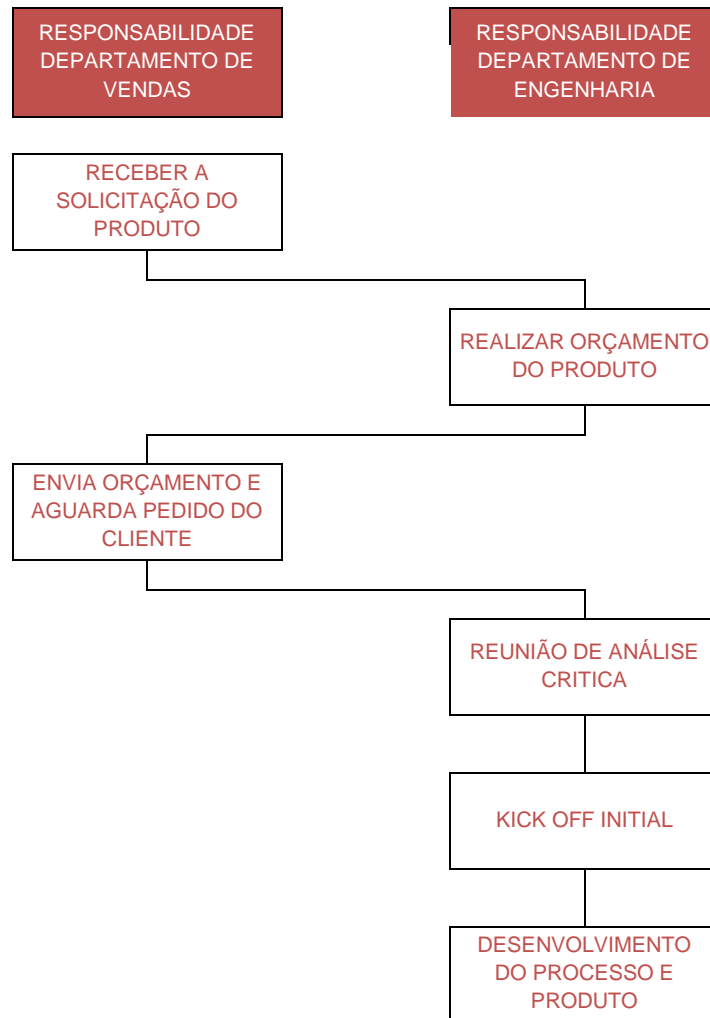 RESPONSABILIDADE
DEPARTAMENTO DE
VENDAS
RESPONSABILIDADE
DEPARTAMENTO DE
ENGENHARIA
RECEBER A
SOLICITAÇÃO DO
PRODUTO
REALIZAR ORÇAMENTO
DO PRODUTO
ENVIA ORÇAMENTO E
AGUARDA PEDIDO DO
CLIENTE
REUNIÃO DE ANÁLISE
CRITICA
KICK OFF INITIAL
DESENVOLVIMENTO
DO PROCESSO E
PRODUTO